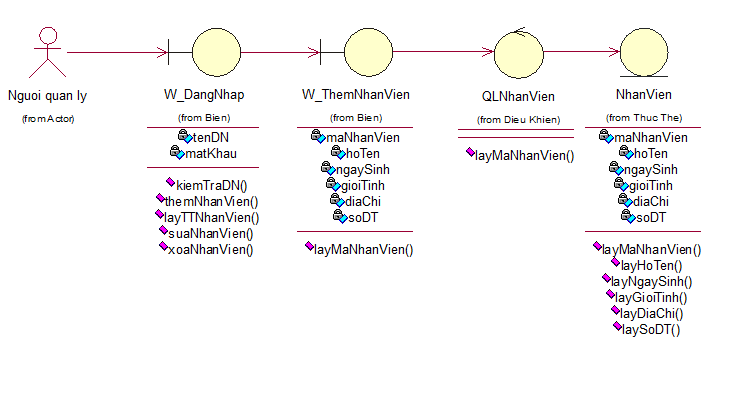 Nguoi quan ly
(from Actor)
W_DangNhap
(from Bien)
tenDN
matKhau
kiemTraDN()
themNhanVien()
layTTNhanVien()
suaNhanVien()
xoaNhanVien()
W_ThemNhanVien
(from Bien)
maNhanVien
hoTen
ngaySinh
gioiTinh
diaChi
soDT
layMaNhanVien()
QLNhanVien
(from Dieu Khien)
layMaNhanVien()
NhanVien
(from Thuc The)
maNhanVien
hoTen
ngaySinh
gioiTinh
diaChi
soDT
layMaNhanVien()
layHoTen()
layNgaySinh()
layGioiTinh()
layDiaChi()
laySoDT()